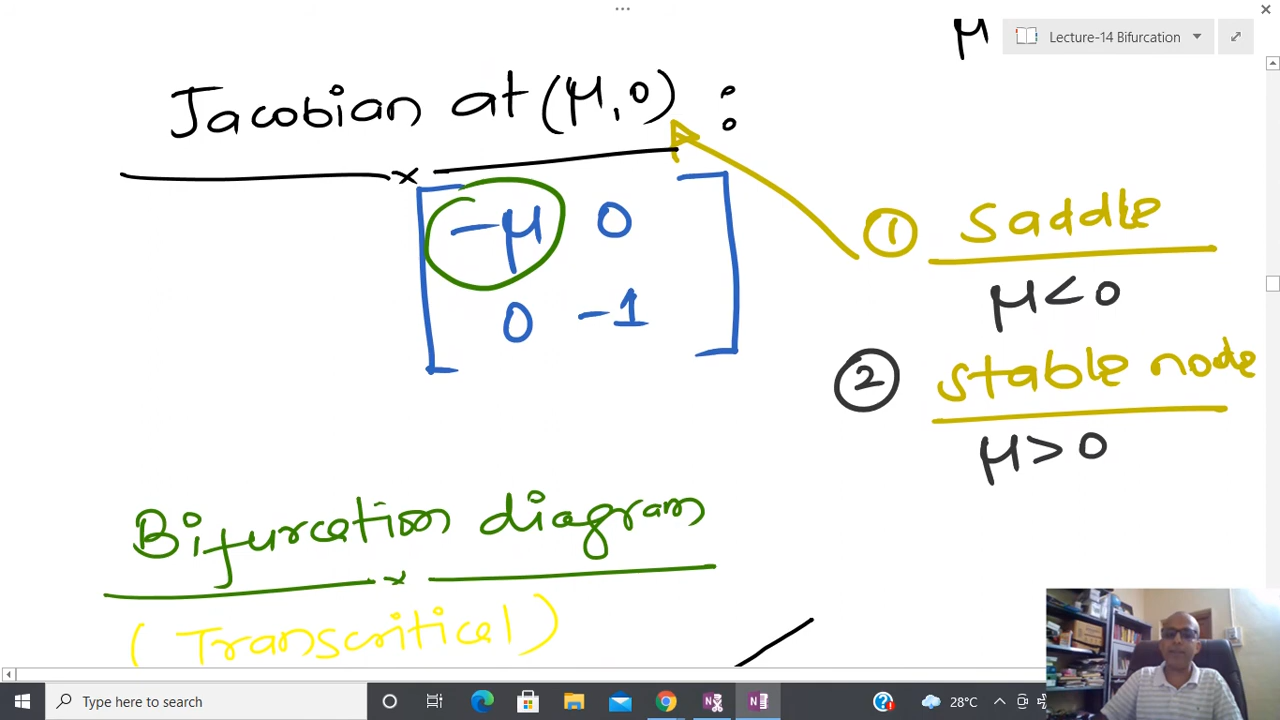 μ
Lecture-14 Bifurcation
Jacobian at (μ,0) :
x
-μ 0
0 -1
① Saddle
μ<0
② stable node
μ>0
Bifurcation diagram
x
(Transcritical)
Type here to search
28°C